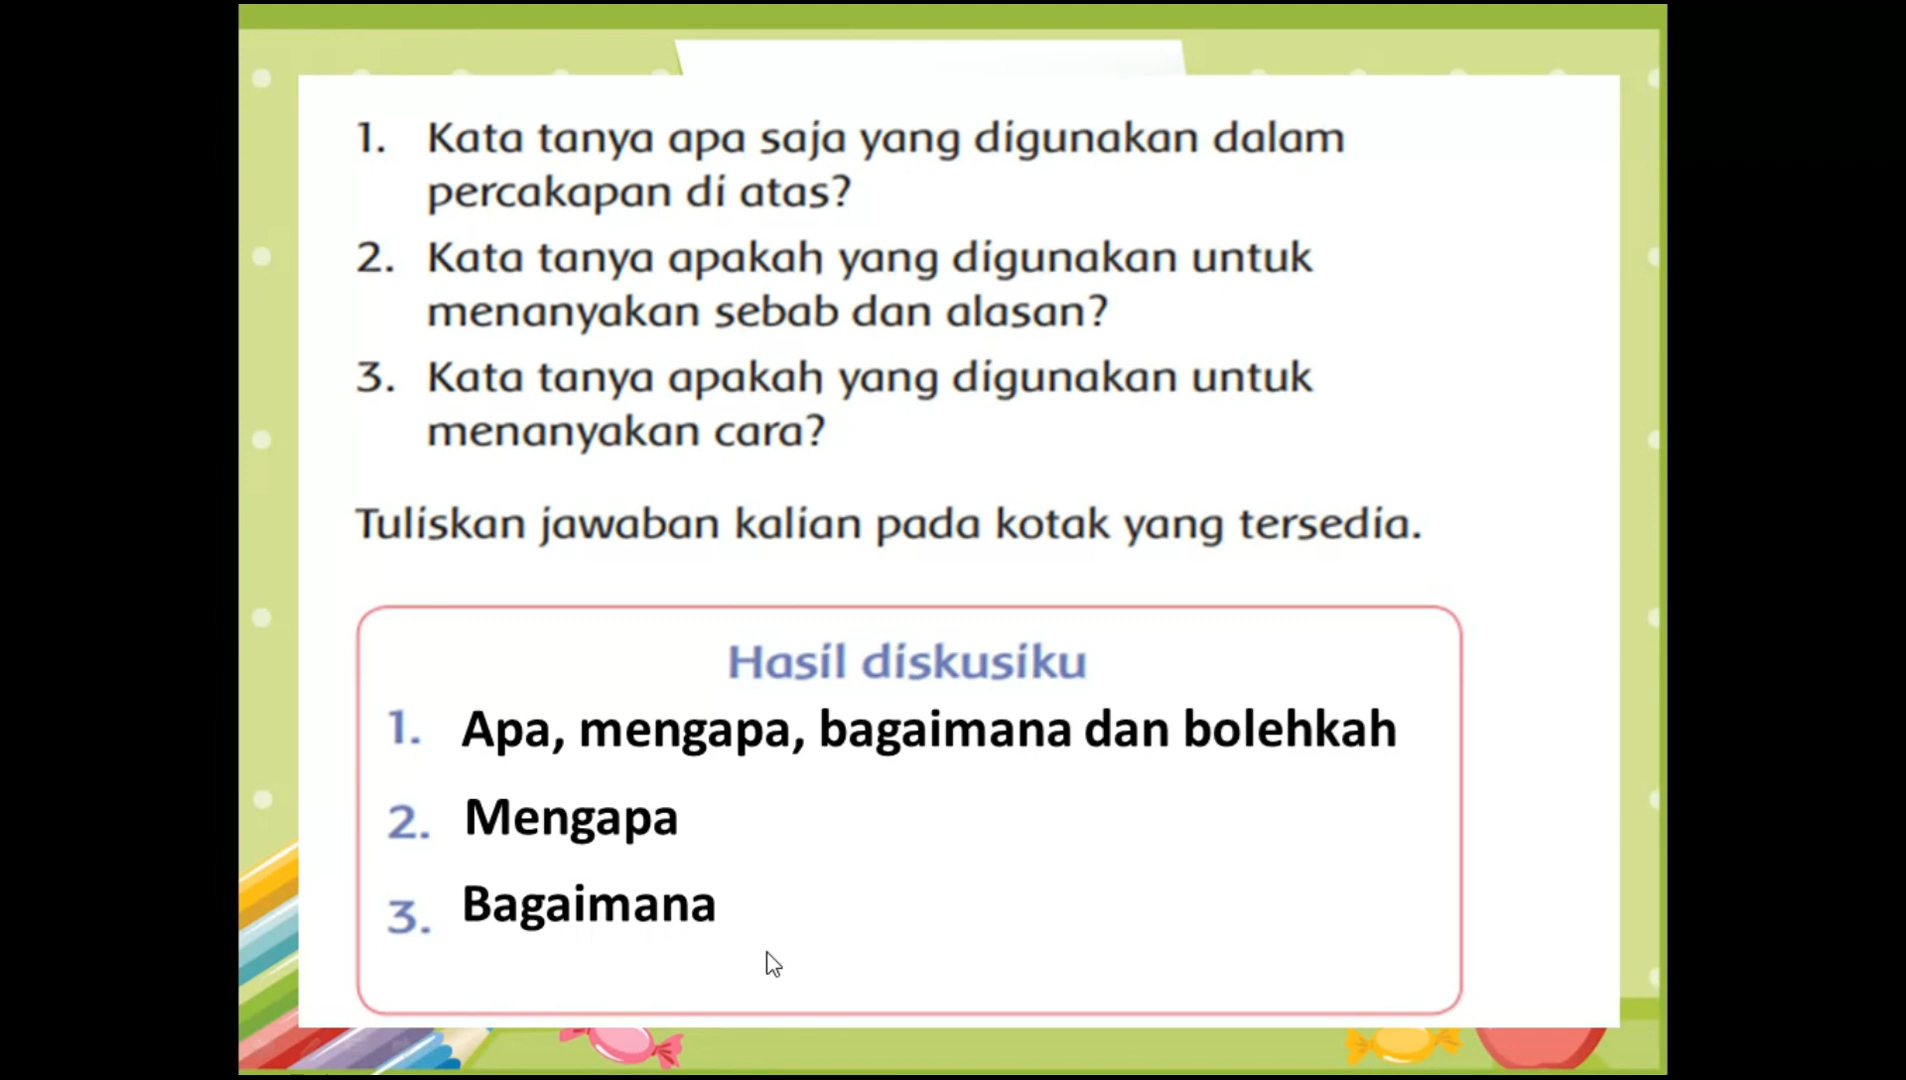 1. Kata tanya apa saja yang digunakan dalam
percakapan di atas?
2. Kata tanya apakah yang digunakan untuk
menanyakan sebab dan alasan?
3. Kata tanya apakah yang digunakan untuk
menanyakan cara?
Tuliskan jawaban kalian pada kotak yang tersedia.
Hasil diskusiku
1. Apa, mengapa, bagaimana dan bolehkah
2. Mengapa
3. Bagaimana